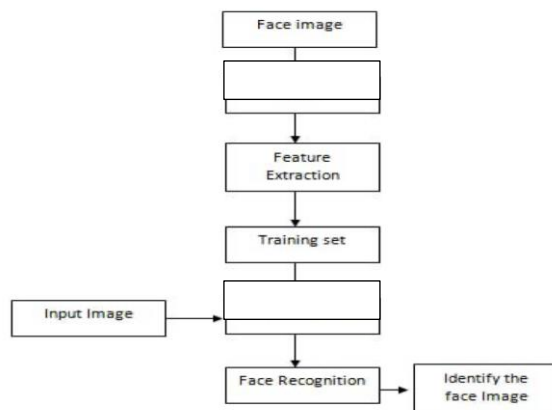 Face image
Feature
Extraction
Training set
Input Image
Face Recognition
Identify the
face Image